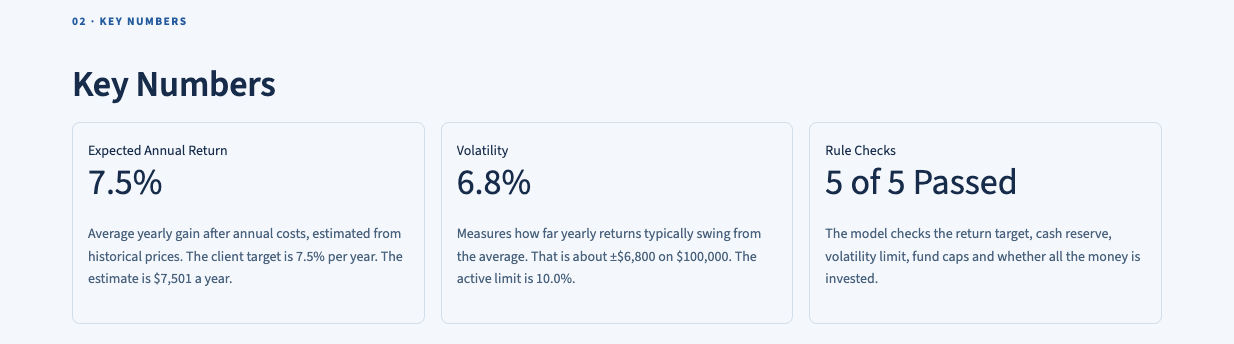 02 · KEY NUMBERS
Key Numbers
Expected Annual Return
7.5%
Average yearly gain after annual costs, estimated from
historical prices. The client target is 7.5% per year. The
estimate is $7,501 a year.
Volatility
6.8%
Measures how far yearly returns typically swing from
the average. That is about ±$6,800 on $100,000. The
active limit is 10.0%.
Rule Checks
5 of 5 Passed
The model checks the return target, cash reserve,
volatility limit, fund caps and whether all the money is
invested.